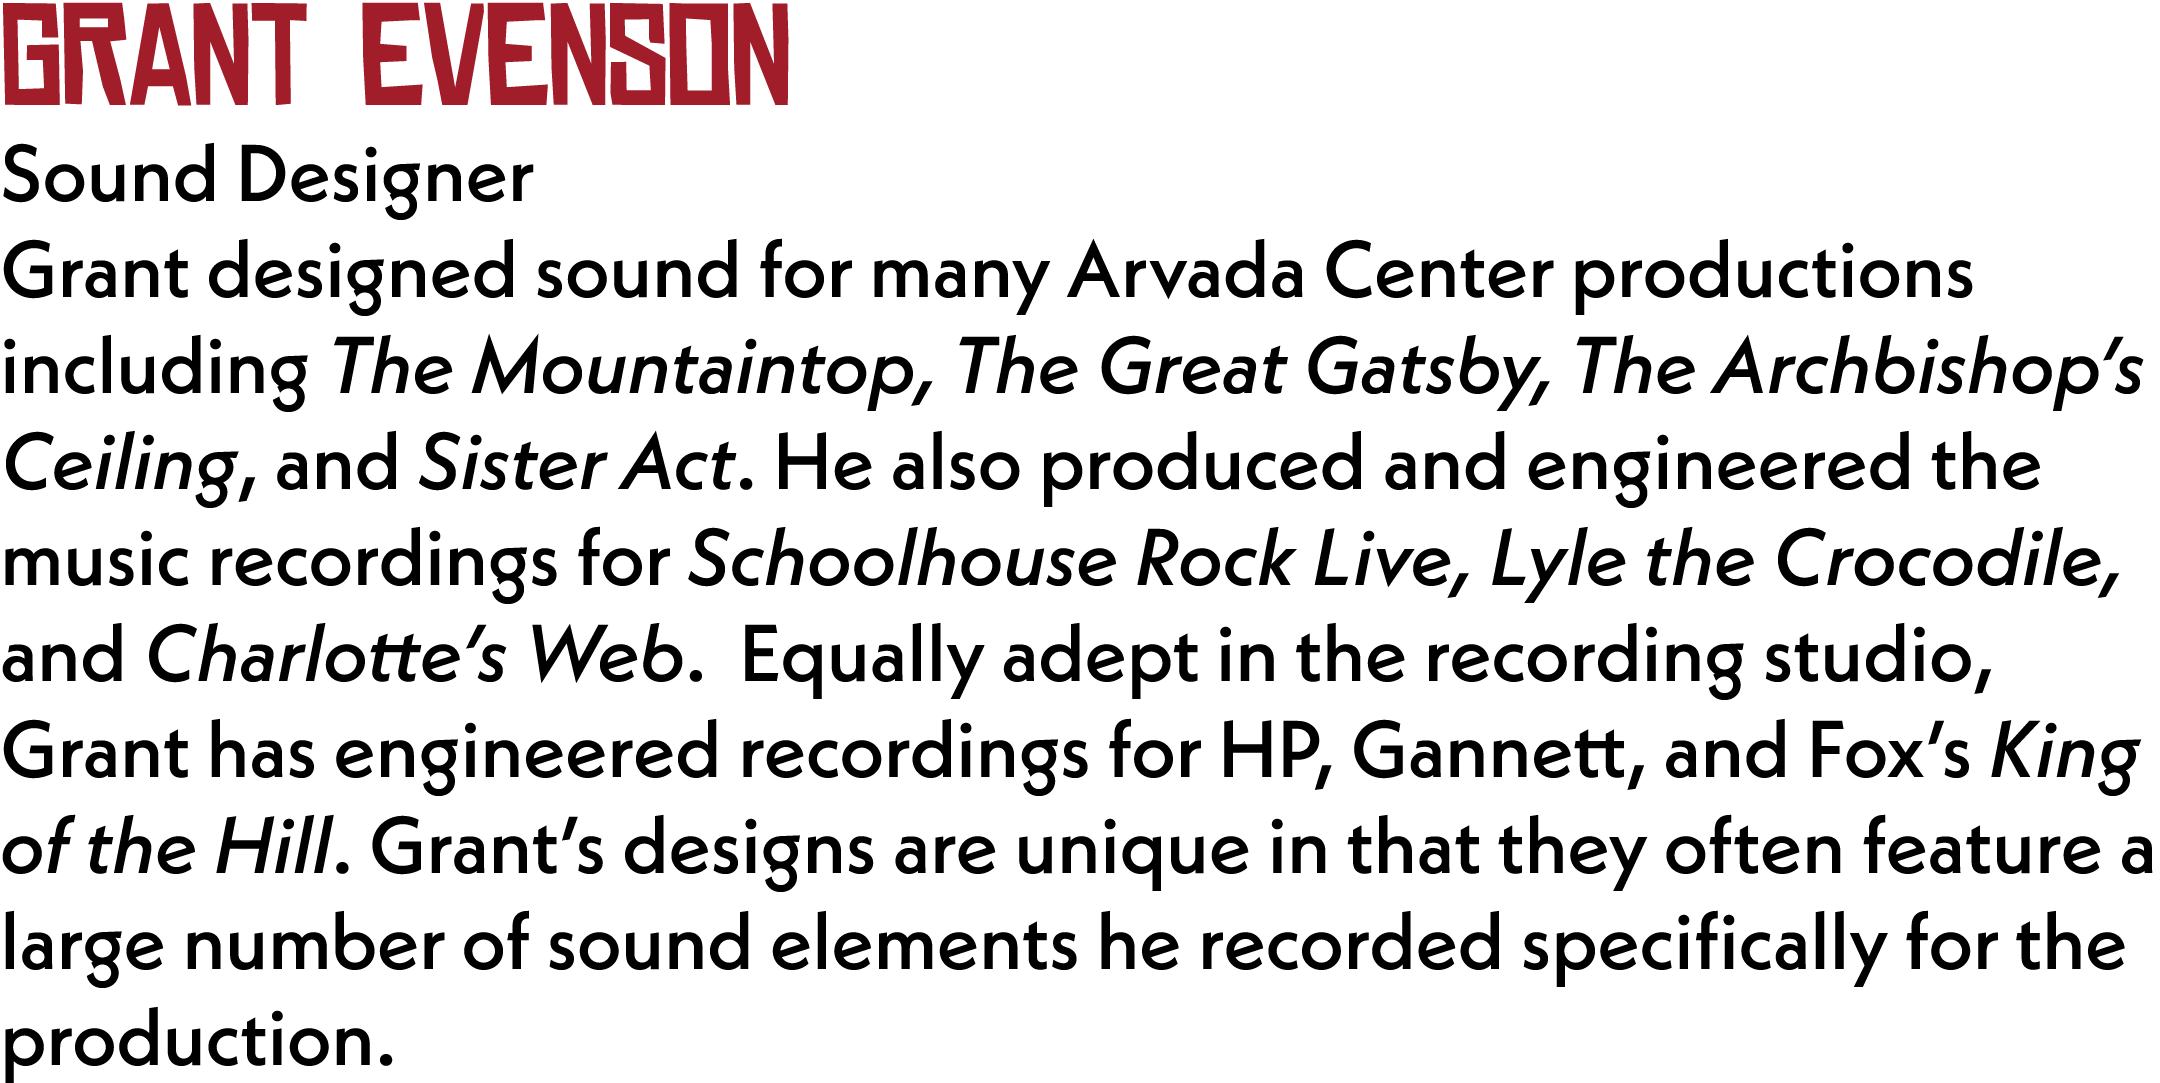 GRANT EVENSON
Sound Designer
Grant designed sound for many Arvada Center productions
including The Mountaintop, The Great Gatsby, The Archbishop’s
Ceiling, and Sister Act. He also produced and engineered the
music recordings for Schoolhouse Rock Live, Lyle the Crocodile,
and Charlotte’s Web.  Equally adept in the recording studio,
Grant has engineered recordings for HP, Gannett, and Fox’s King
of the Hill. Grant’s designs are unique in that they often feature a
large number of sound elements he recorded specifically for the
production.